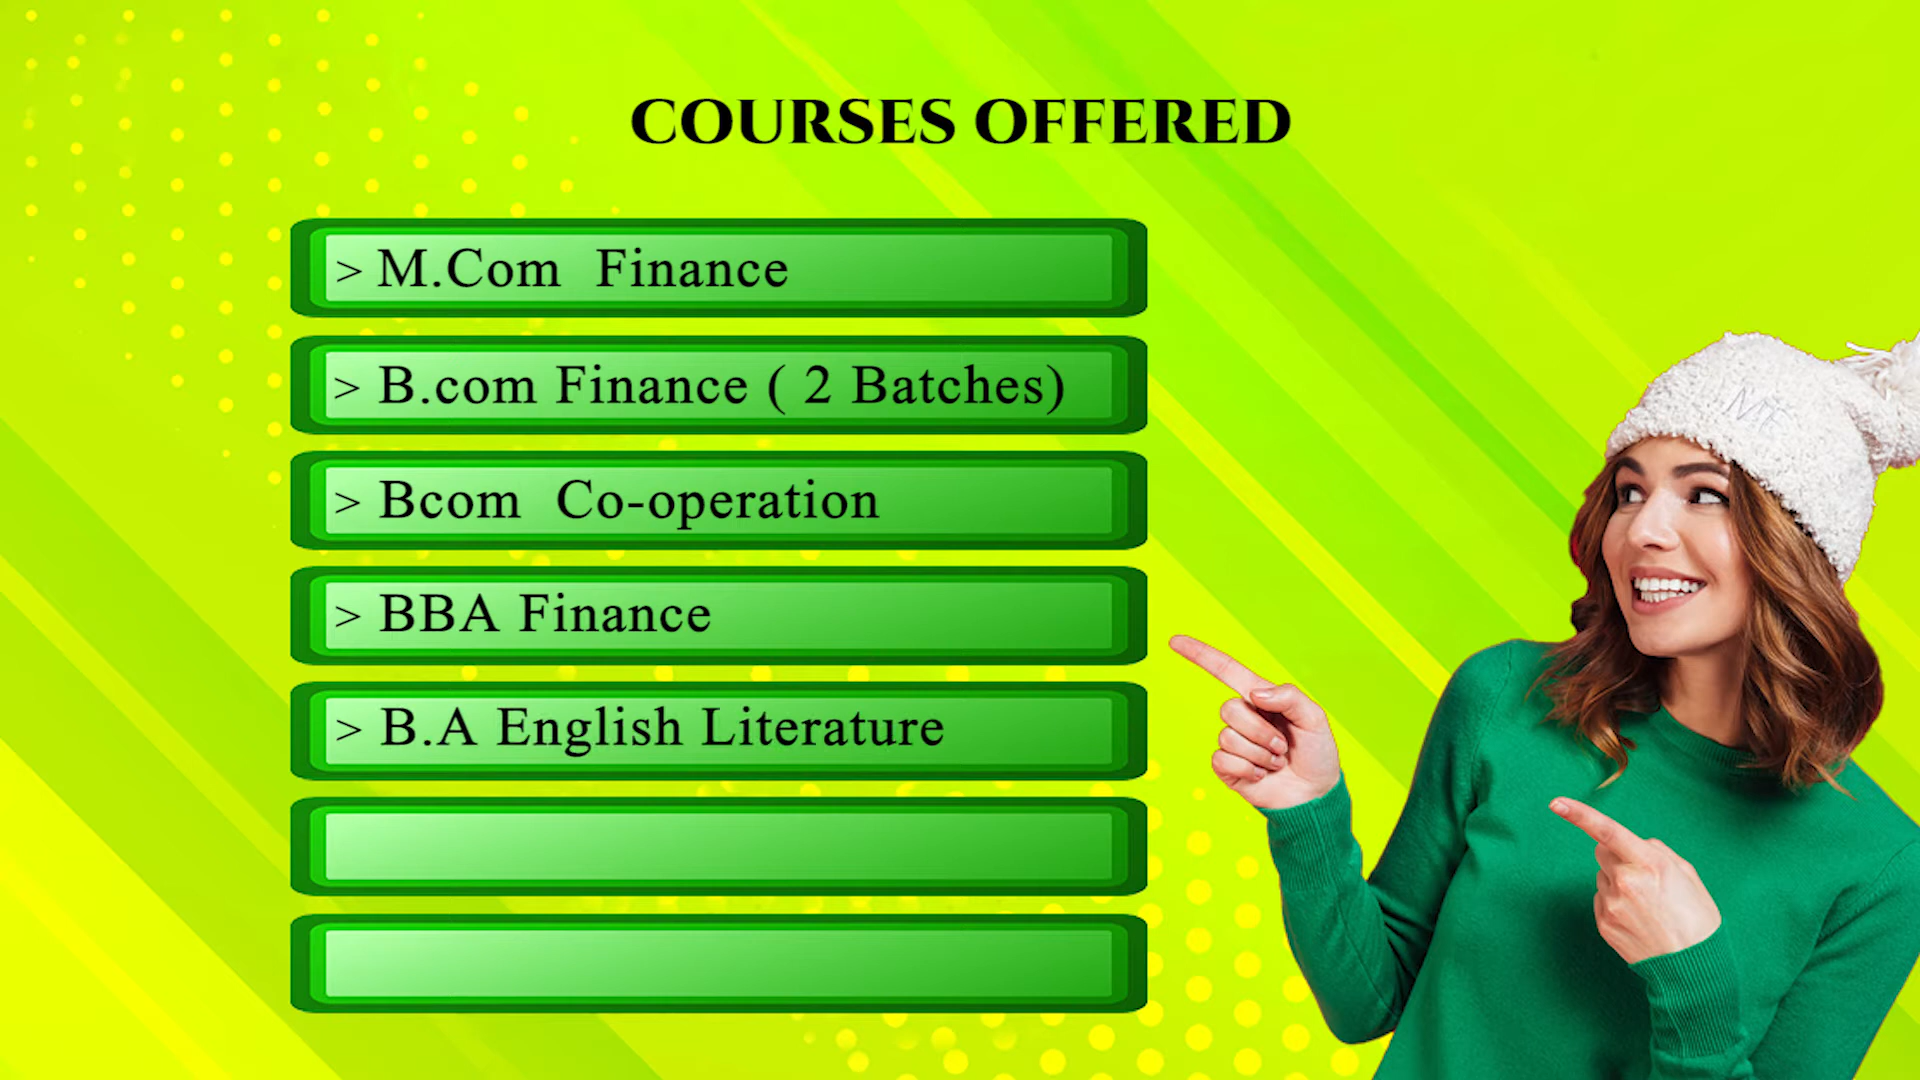 COURSES OFFERED
> M.Com Finance
> B.com Finance ( 2 Batches)
> Bcom Co-operation
> BBA Finance
> B.A English Literature